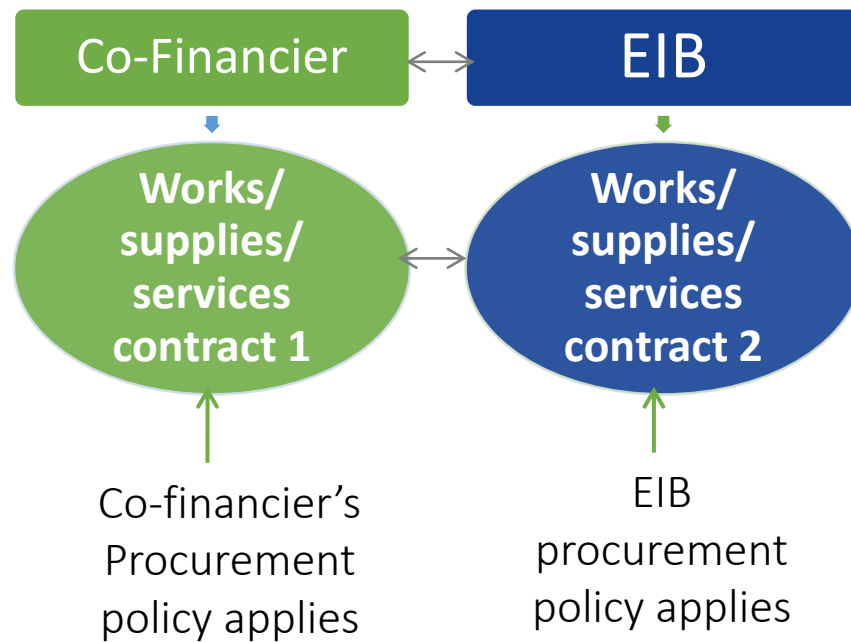 Co-Financier
EIB
Works/
supplies/
services
contract 1
Works/
supplies/
services
contract 2
Co-financier’s
Procurement
policy applies
EIB
procurement
policy applies